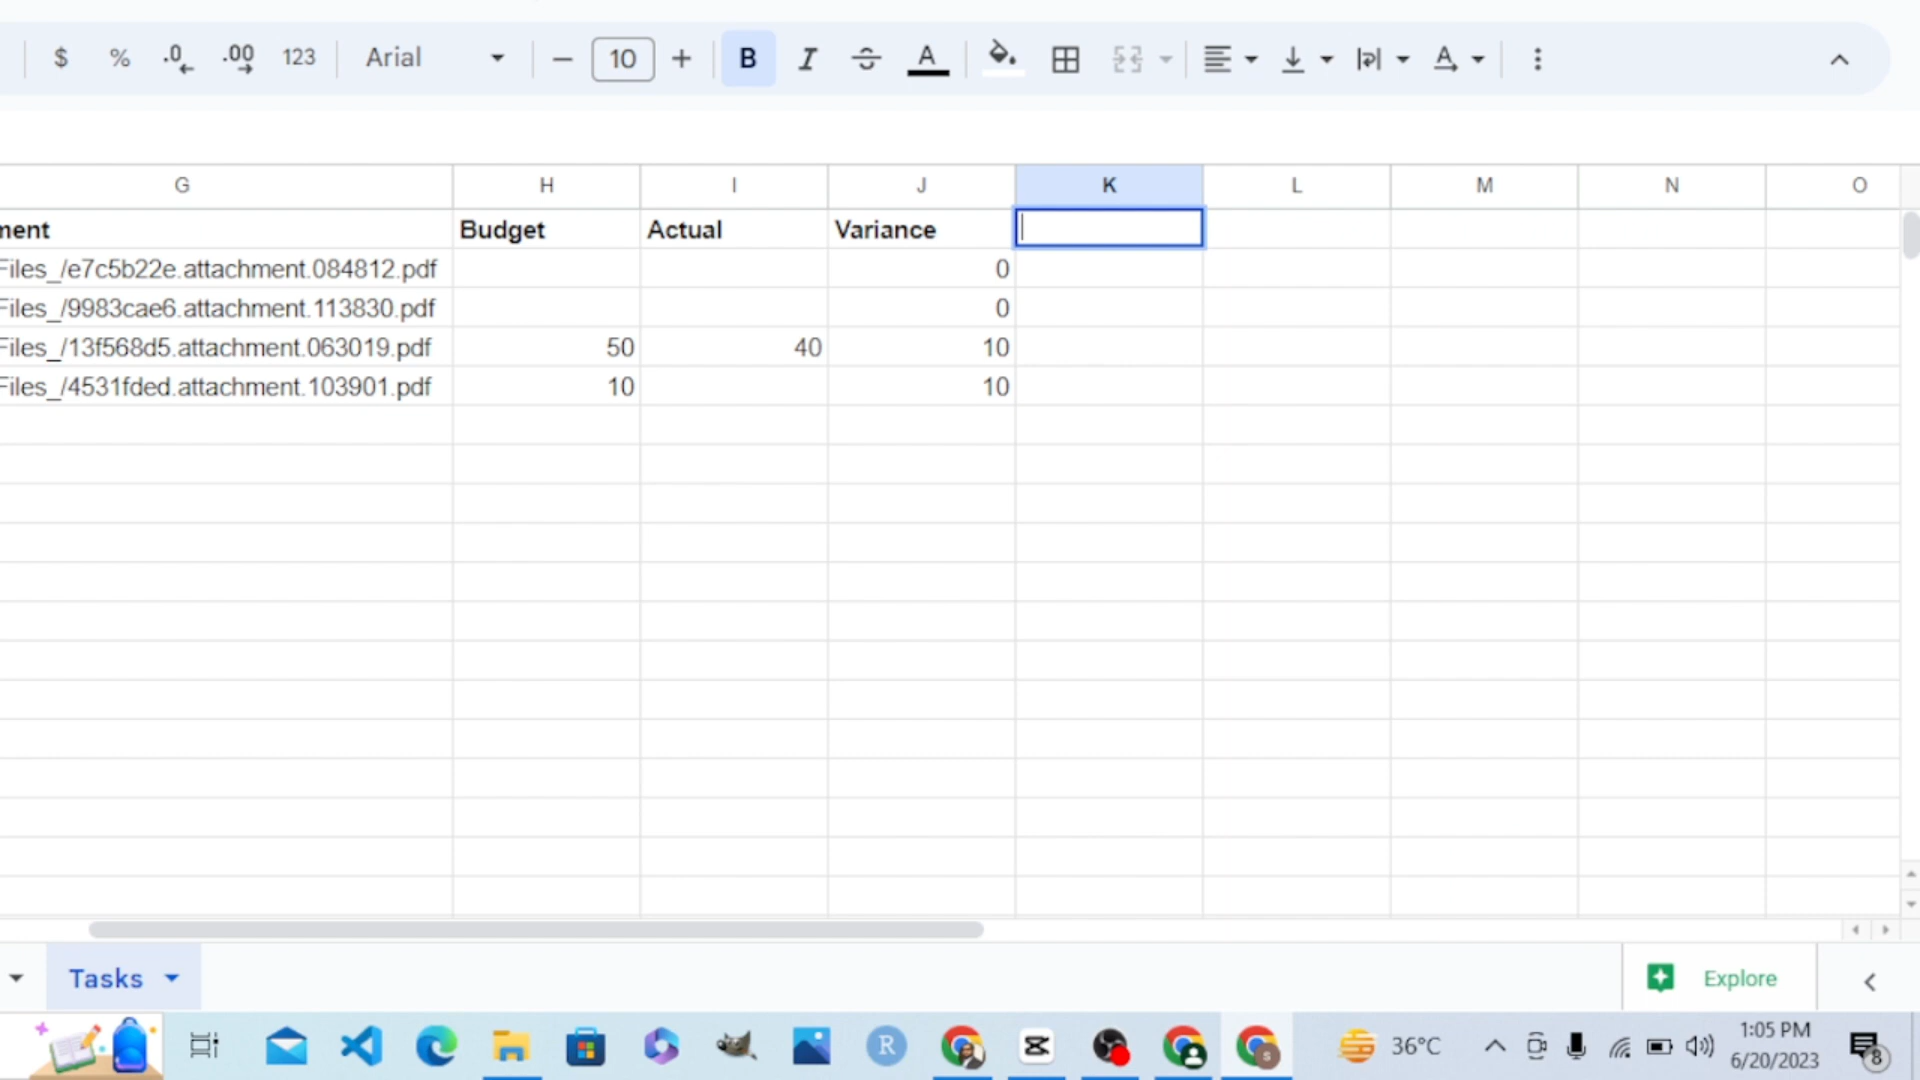 $ % .0 .00 123 Arial 10 B I A A
G H I J K L M N O
ment Budget Actual Variance
Files_/e7c5b22e.attachment.084812.pdf 0
Files_/9983cae6.attachment.113830.pdf 0
Files_/13f568d5.attachment.063019.pdf 50 40 10
Files_/4531fded.attachment.103901.pdf 10 10
Tasks Explore
R s 36°C 1:05 PM 8
6/20/2023